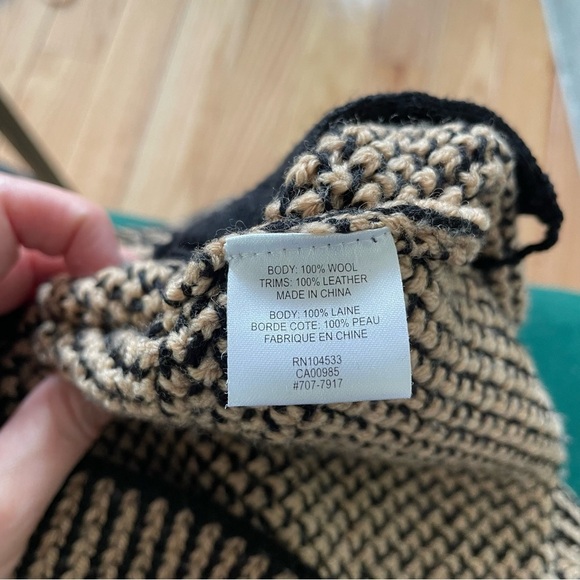 BODY: 100% WOOL
TRIMS: 100% LEATHER
MADE IN CHINA
BODY: 100% LAINE
BORDE COTE: 100% PEAU
FABRIQUE EN CHINE
RN104533
CA00985
#707-7917